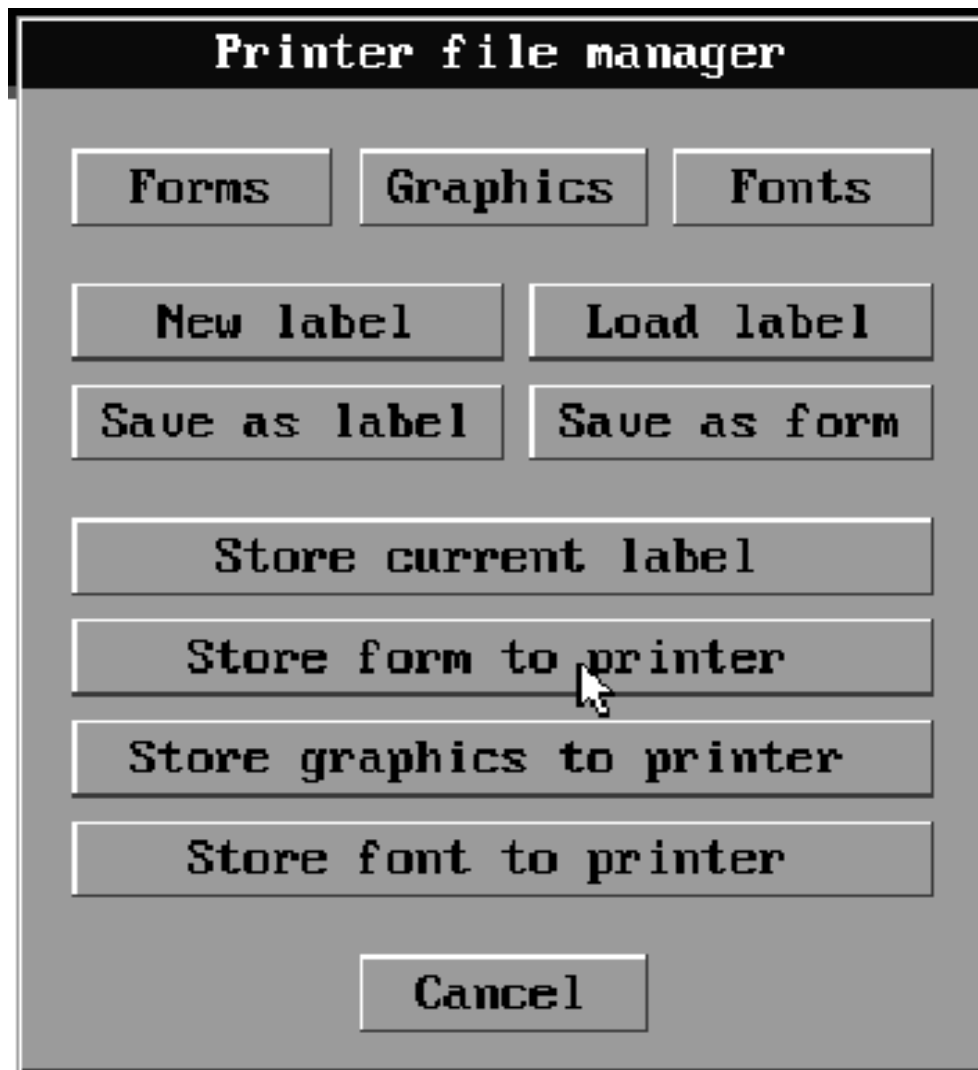 Printer file manager
Forms Graphics Fonts
New label Load label
Save as label Save as form
Store current label
Store form to printer
Store graphics to printer
Store font to printer
Cancel